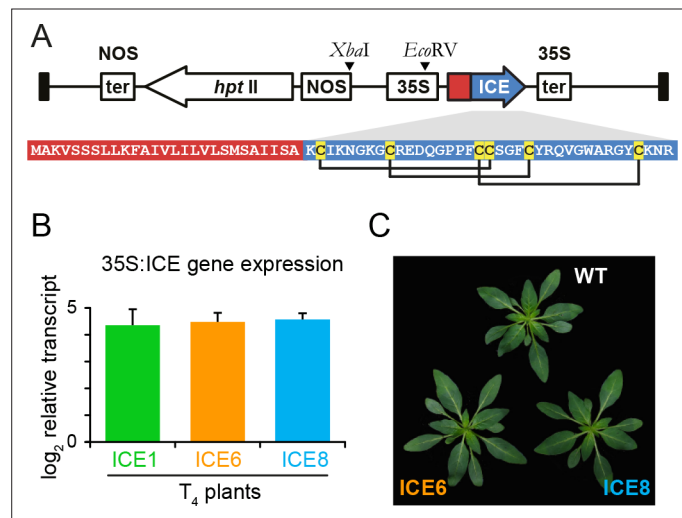 A
NOS XbaI EcoRV 35S
ter hpt II NOS 35S ICE ter
MAKVSSSLLKFAIVLILVLSMSAIISA KCIKNGKGCREDQGPPFCCSGFCYRQVGWARGYCKNR
B
35S:ICE gene expression
log2 relative transcript
5
0
ICE1 ICE6 ICE8
T4 plants
C
WT
ICE6 ICE8